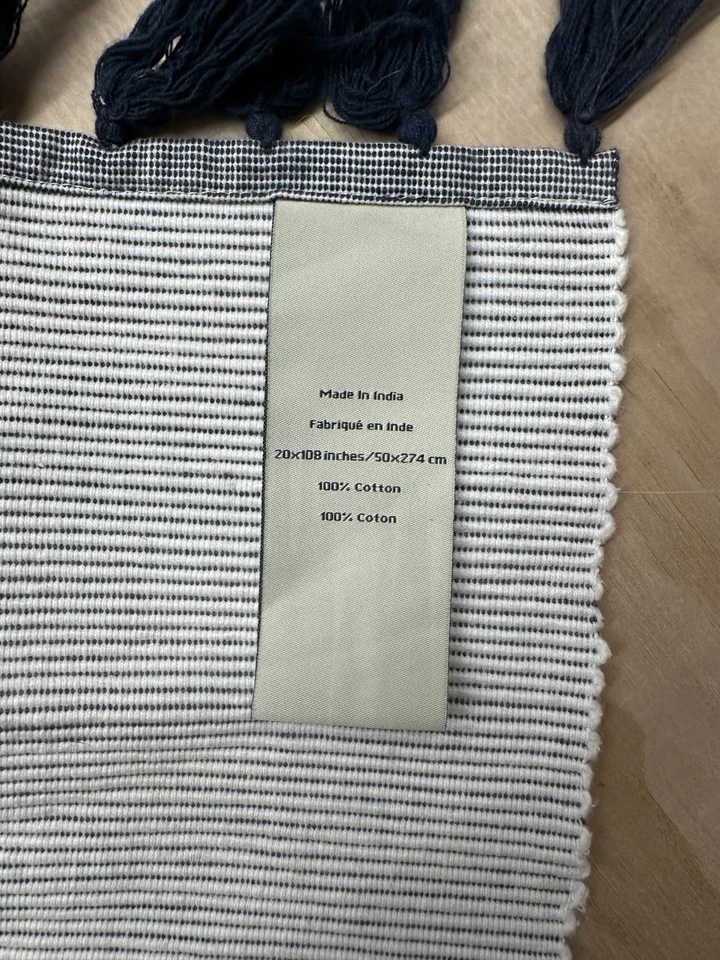 Made In India
Fabriqué en Inde
20x108 inches/50x274 cm
100% Cotton
100% Coton